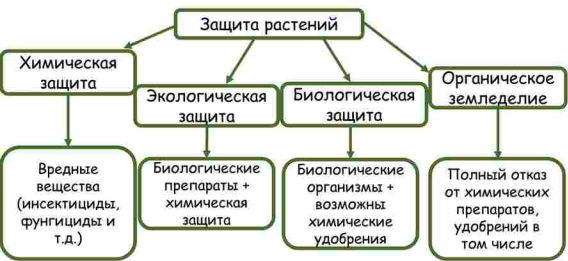 Защита растений
Химическая
защита
Экологическая
защита
Биологическая
защита
Органическое
земледелие
Вредные
вещества
(инсектициды,
фунгициды и
т.д.)
Биологические
препараты +
химическая
защита
Биологические
организмы +
возможны
химические
удобрения
Полный отказ
от химических
препаратов,
удобрений в
том числе